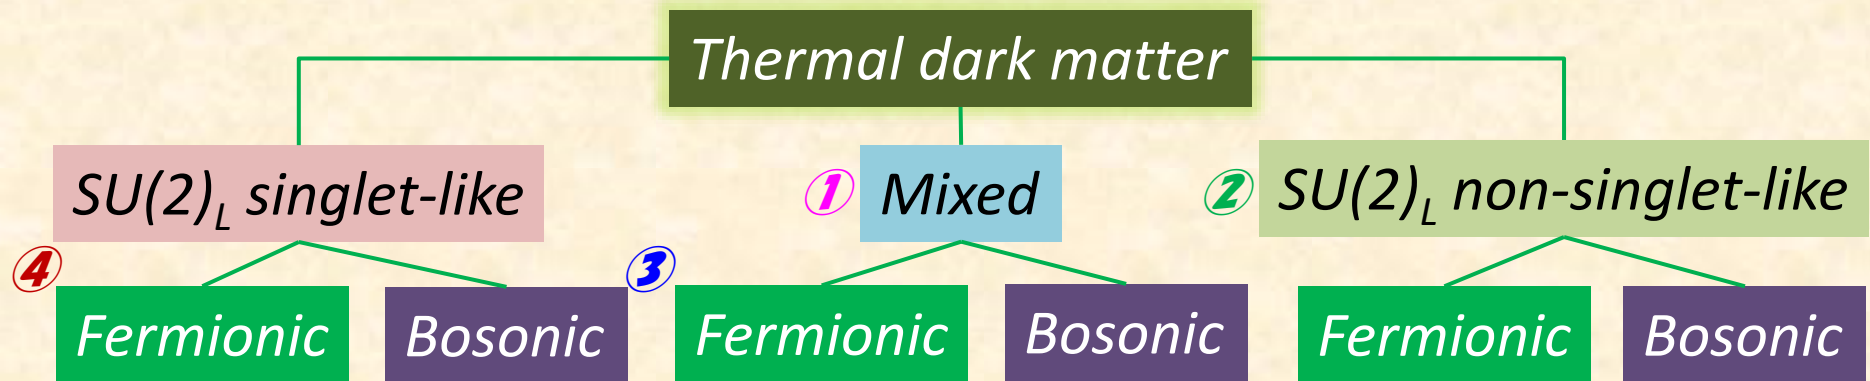 Thermal dark matter
SU(2)L singlet-like
① Mixed
② SU(2)L non-singlet-like
④ ③
Fermionic Bosonic Fermionic Bosonic Fermionic Bosonic